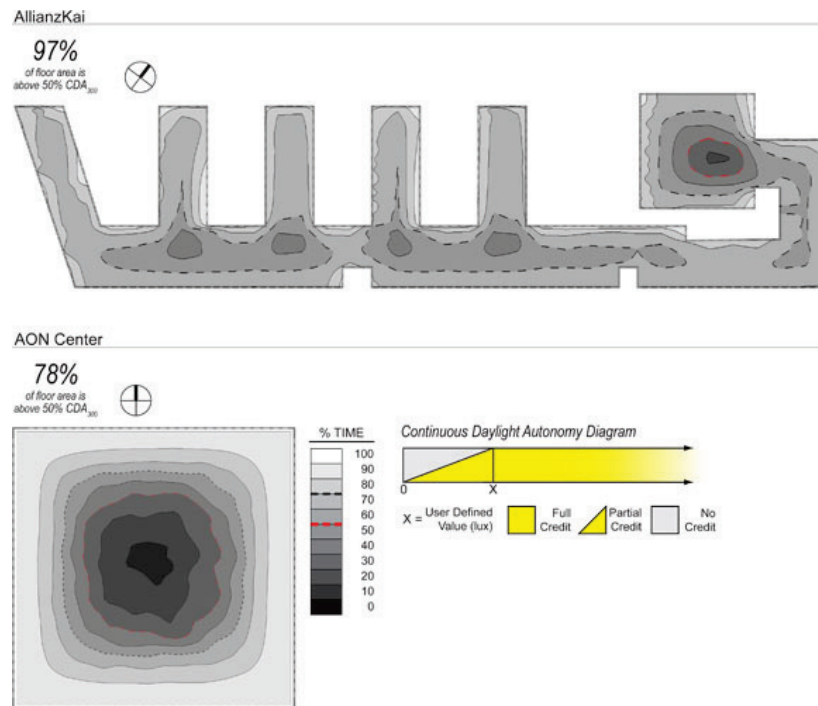 AllianzKai
97%
of floor area is
above 50% CDA300
AON Center
78%
of floor area is
above 50% CDA300
% TIME
100
90
80
70
60
50
40
30
20
10
0
Continuous Daylight Autonomy Diagram
0 X
X = User Defined Value (lux)
Full Credit
Partial Credit
No Credit